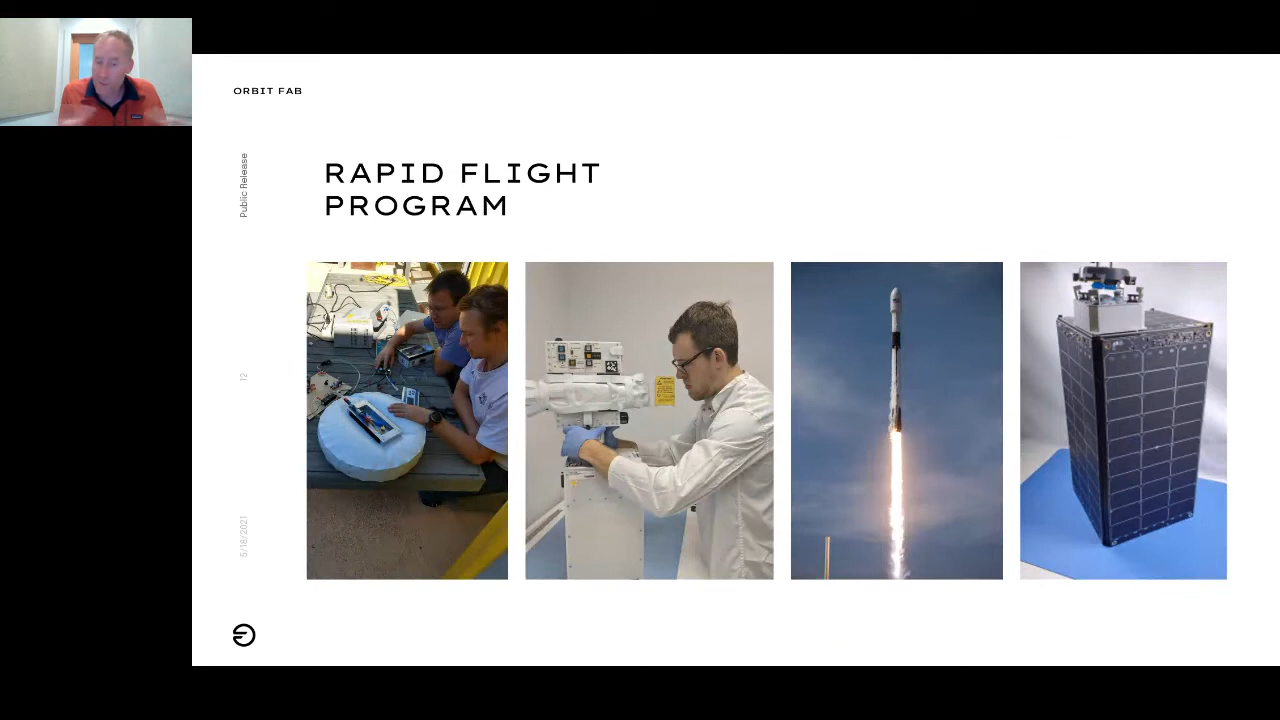 ORBIT FAB
Public Release
RAPID FLIGHT
PROGRAM
12
5/18/2021